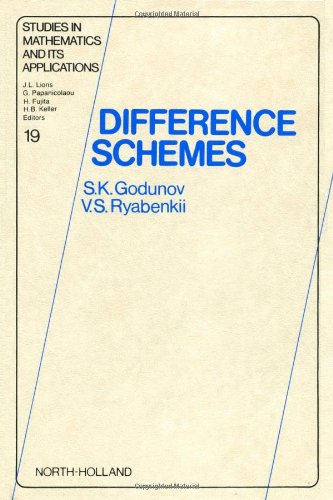 STUDIES IN
MATHEMATICS
AND ITS
APPLICATIONS
J.L. Lions
G. Papanicolaou
H. Fujita
H.B. Keller
Editors
19
DIFFERENCE
SCHEMES
S.K. Godunov
V.S. Ryabenkii
NORTH-HOLLAND